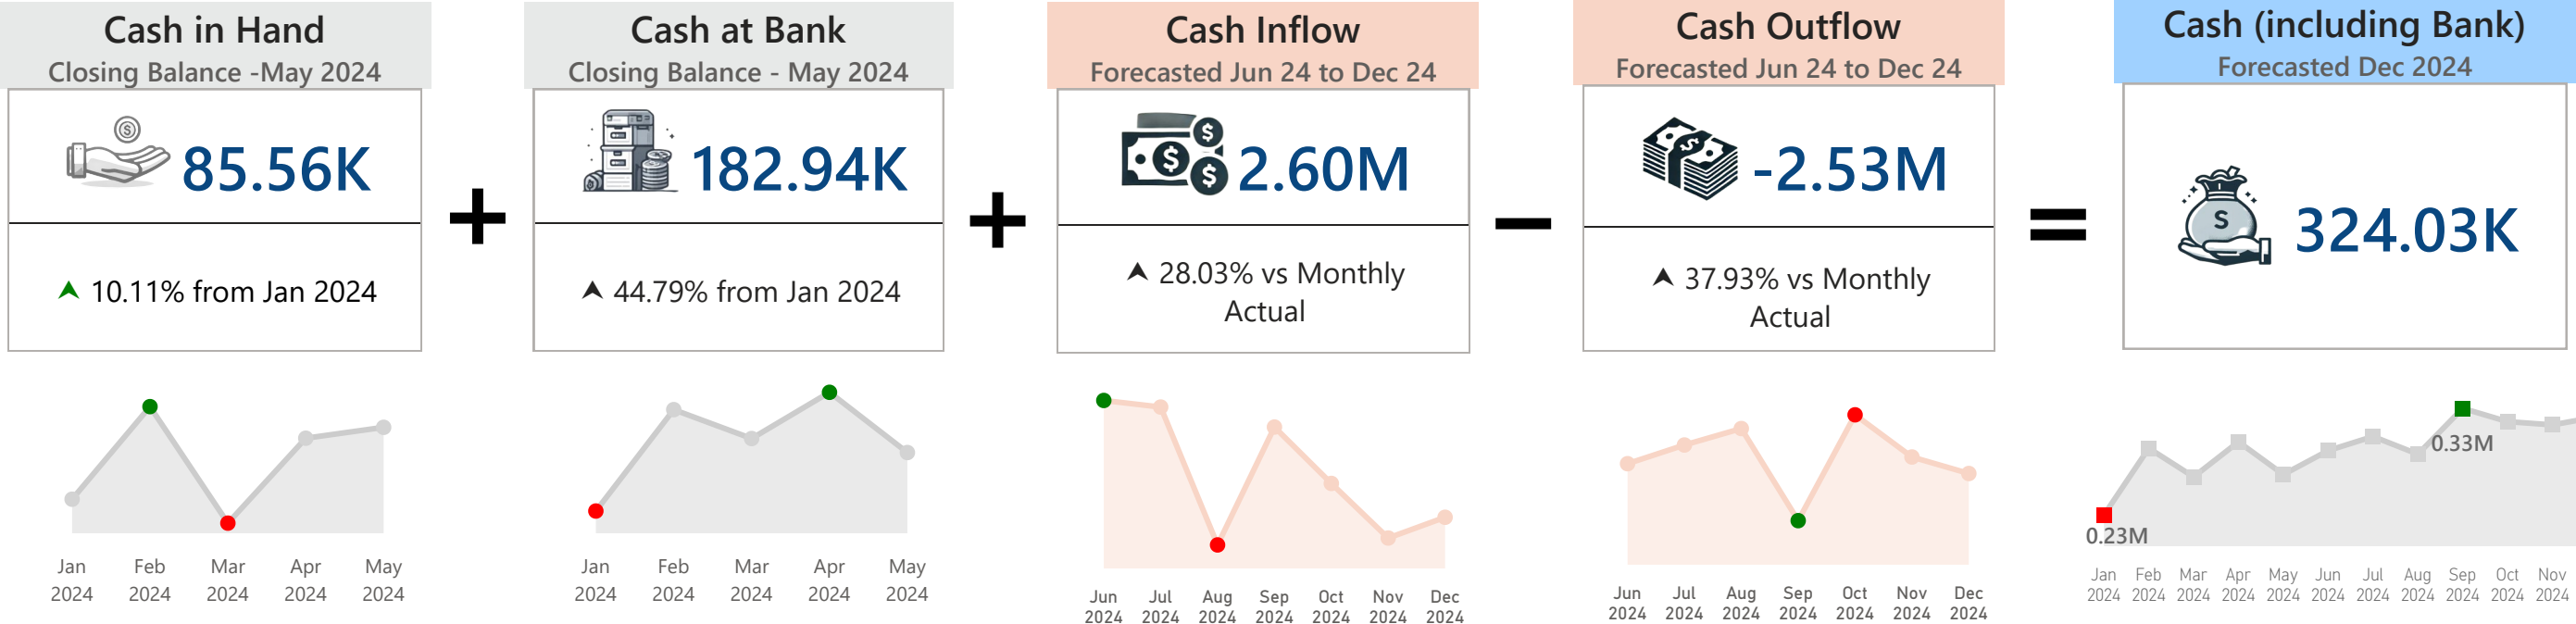 Cash in Hand
Closing Balance -May 2024
85.56K
10.11% from Jan 2024
Jan Feb Mar Apr May
2024 2024 2024 2024 2024
+
Cash at Bank
Closing Balance - May 2024
182.94K
44.79% from Jan 2024
Jan Feb Mar Apr May
2024 2024 2024 2024 2024
+
Cash Inflow
Forecasted Jun 24 to Dec 24
$
$
$
2.60M
28.03% vs Monthly
Actual
Jun Jul Aug Sep Oct Nov Dec
2024 2024 2024 2024 2024 2024 2024
−
Cash Outflow
Forecasted Jun 24 to Dec 24
$
-2.53M
37.93% vs Monthly
Actual
Jun Jul Aug Sep Oct Nov Dec
2024 2024 2024 2024 2024 2024 2024
=
Cash (including Bank)
Forecasted Dec 2024
$
324.03K
0.33M
0.23M
Jan Feb Mar Apr May Jun Jul Aug Sep Oct Nov
2024 2024 2024 2024 2024 2024 2024 2024 2024 2024 2024